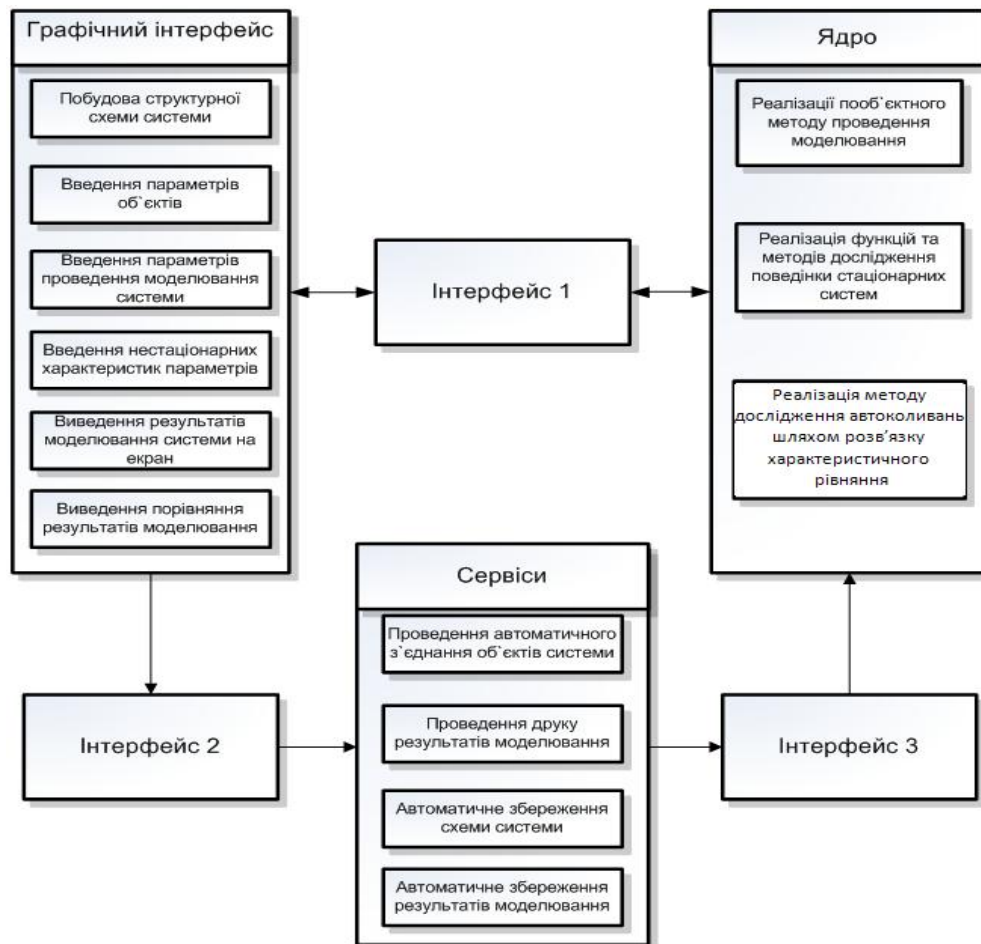 Графічний інтерфейс
Побудова структурної
схеми системи
Введення параметрів
об`єктів
Введення параметрів
проведення моделювання
системи
Введення нестаціонарних
характеристик параметрів
Виведення результатів
моделювання системи на
екран
Виведення порівняння
результатів моделювання
Інтерфейс 1
Ядро
Реалізації пооб`єктного
методу проведення
моделювання
Реалізація функцій та
методів дослідження
поведінки стаціонарних
систем
Реалізація методу
дослідження автоколивань
шляхом розв’язку
характеристичного
рівняння
Інтерфейс 2
Сервіси
Проведення автоматичного
з`єднання об`єктів системи
Проведення друку
результатів моделювання
Автоматичне збереження
схеми системи
Автоматичне збереження
результатів моделювання
Інтерфейс 3